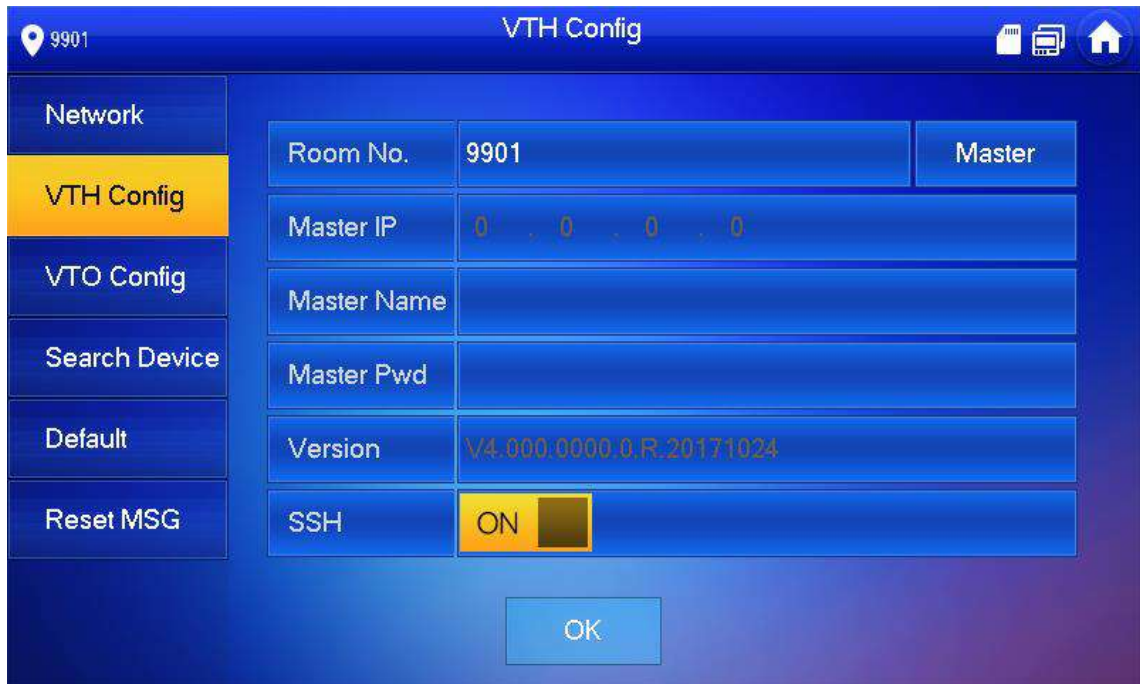 9901
VTH Config
Network
VTH Config
VTO Config
Search Device
Default
Reset MSG
Room No. 9901 Master
Master IP 0 . 0 . 0 . 0
Master Name
Master Pwd
Version V4.000.0000.0.R.20171024
SSH ON
OK